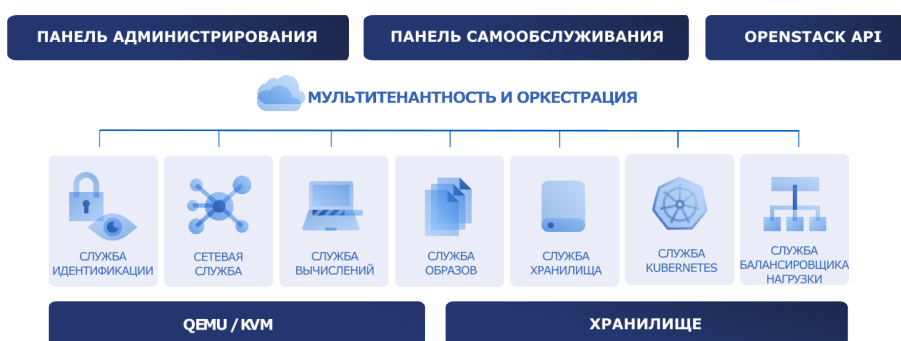 ПАНЕЛЬ АДМИНИСТРИРОВАНИЯ
ПАНЕЛЬ САМООБСЛУЖИВАНИЯ
OPENSTACK API
МУЛЬТИТЕНАНТНОСТЬ И ОРКЕСТРАЦИЯ
СЛУЖБА
ИДЕНТИФИКАЦИИ
СЕТЕВАЯ
СЛУЖБА
СЛУЖБА
ВЫЧИСЛЕНИЙ
СЛУЖБА
ОБРАЗОВ
СЛУЖБА
ХРАНИЛИЩА
СЛУЖБА
KUBERNETES
СЛУЖБА
БАЛАНСИРОВЩИКА
НАГРУЗКИ
QEMU / KVM
ХРАНИЛИЩЕ